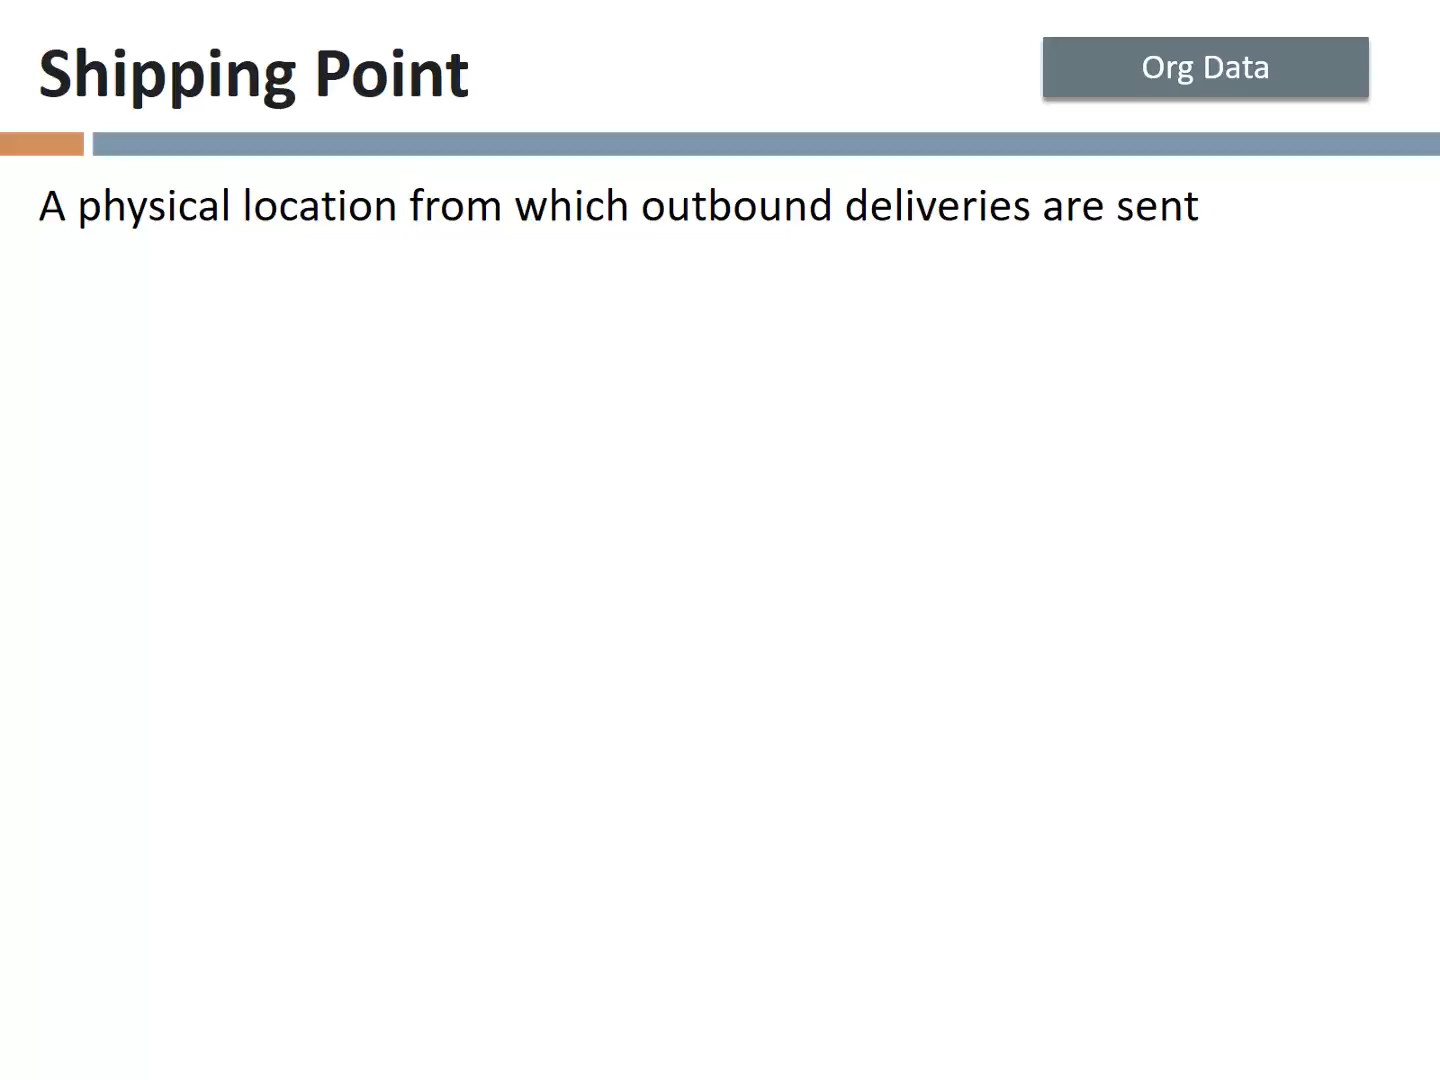 Shipping Point
Org Data
A physical location from which outbound deliveries are sent